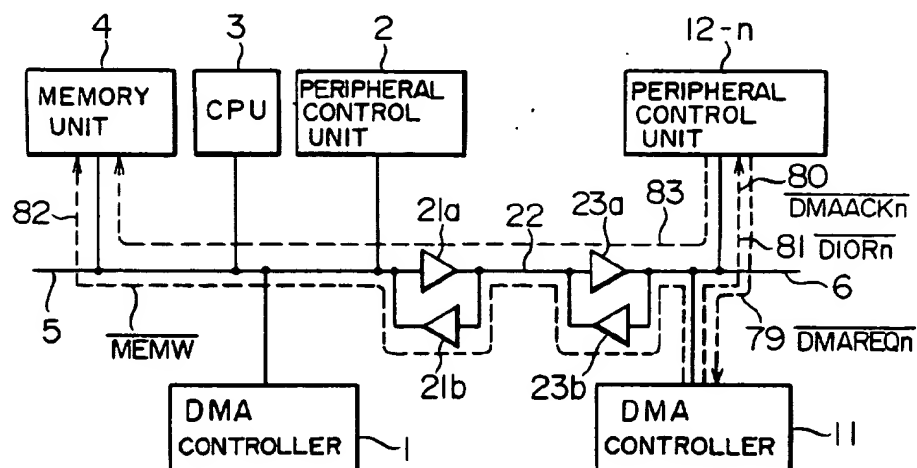 4
3
2
12-n
MEMORY UNIT
CPU
PERIPHERAL CONTROL UNIT
PERIPHERAL CONTROL UNIT
82
21a
22
23a
83
80
DMAACKn
81 DIORn
5
6
MEMW
21b
23b
79 DMAREQn
DMA CONTROLLER
1
DMA CONTROLLER
11